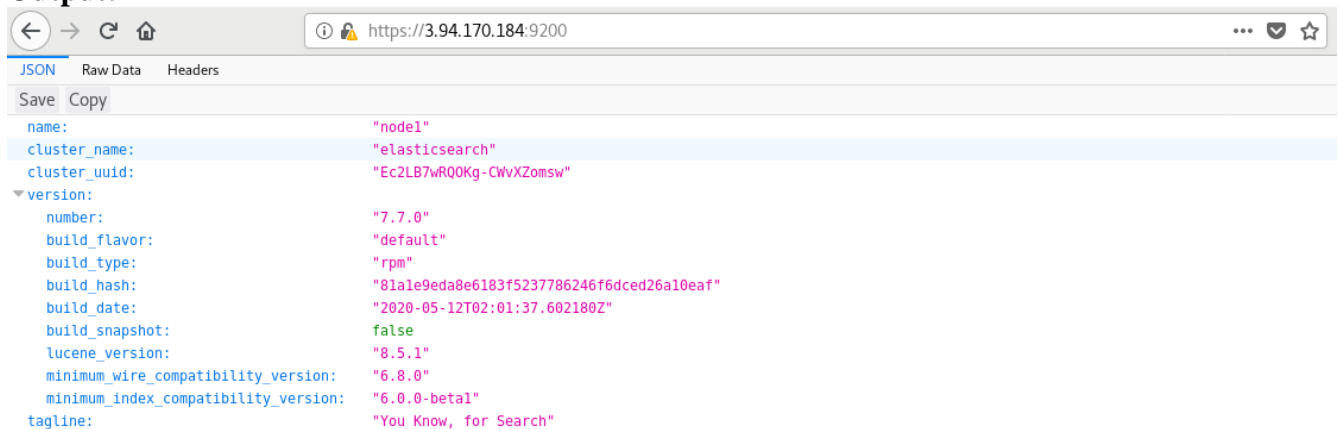 Output:
https://3.94.170.184:9200
JSON Raw Data Headers
Save Copy
name: "node1"
cluster_name: "elasticsearch"
cluster_uuid: "Ec2LB7wRQOKg-CWvXZomsw"
version:
number: "7.7.0"
build_flavor: "default"
build_type: "rpm"
build_hash: "81a1e9eda8e6183f5237786246f6dced26a10eaf"
build_date: "2020-05-12T02:01:37.602180Z"
build_snapshot: false
lucene_version: "8.5.1"
minimum_wire_compatibility_version: "6.8.0"
minimum_index_compatibility_version: "6.0.0-beta1"
tagline: "You Know, for Search"